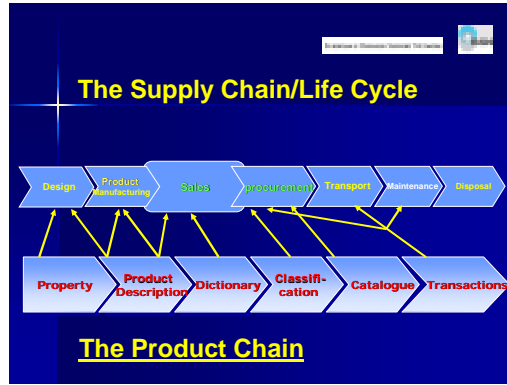 The Supply Chain/Life Cycle
Design
Product
Manufacturing
Sales
procurement
Transport
Maintenance
Disposal
Property
Product
Description
Dictionary
Classifi-
cation
Catalogue
Transactions
The Product Chain